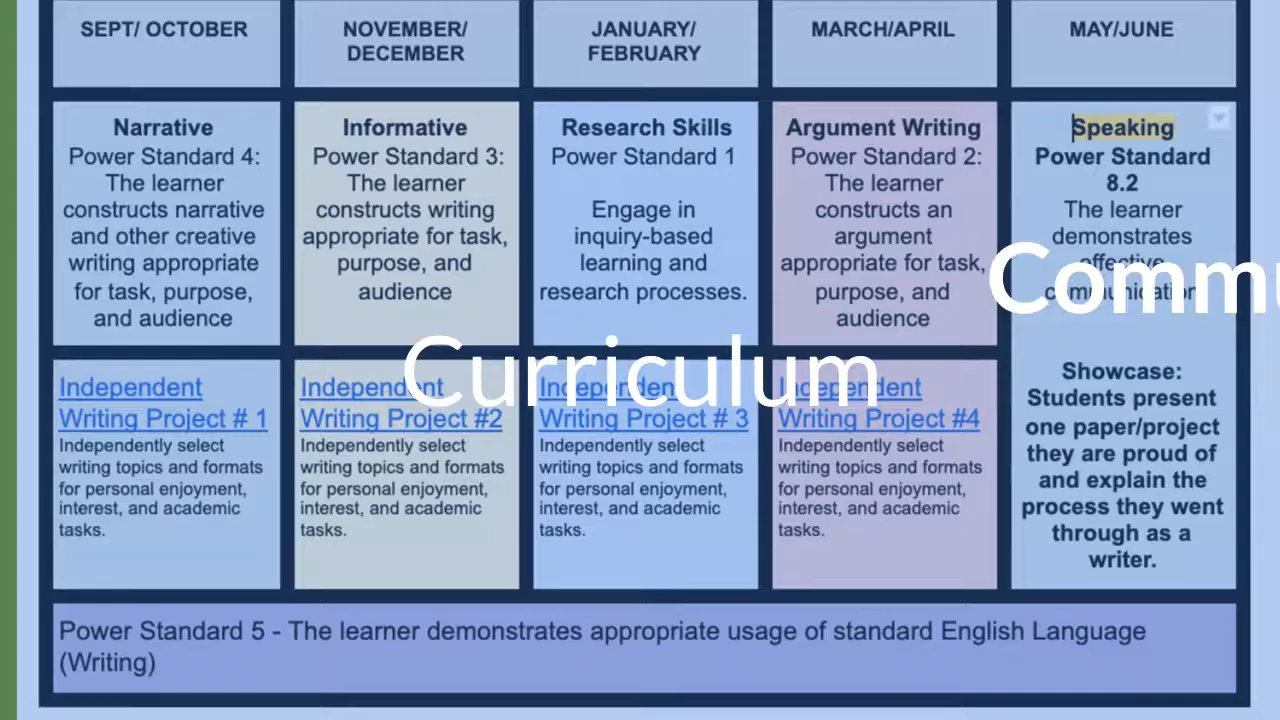 SEPT/ OCTOBER
NOVEMBER/
DECEMBER
JANUARY/
FEBRUARY
MARCH/APRIL
MAY/JUNE
Narrative
Power Standard 4:
The learner
constructs narrative
and other creative
writing appropriate
for task, purpose,
and audience
Informative
Power Standard 3:
The learner
constructs writing
appropriate for task,
purpose, and
audience
Research Skills
Power Standard 1
Engage in
inquiry-based
learning and
research processes.
Argument Writing
Power Standard 2:
The learner
constructs an
argument
appropriate for task,
purpose, and
audience
Speaking
Power Standard
8.2
The learner
demonstrates
effective
communication
Commu
Curriculum
Independent
Writing Project # 1
Independently select
writing topics and formats
for personal enjoyment,
interest, and academic
tasks.
Independent
Writing Project #2
Independently select
writing topics and formats
for personal enjoyment,
interest, and academic
tasks.
Independent
Writing Project # 3
Independently select
writing topics and formats
for personal enjoyment,
interest, and academic
tasks.
Independent
Writing Project #4
Independently select
writing topics and formats
for personal enjoyment,
interest, and academic
tasks.
Showcase:
Students present
one paper/project
they are proud of
and explain the
process they went
through as a
writer.
Power Standard 5 - The learner demonstrates appropriate usage of standard English Language
(Writing)